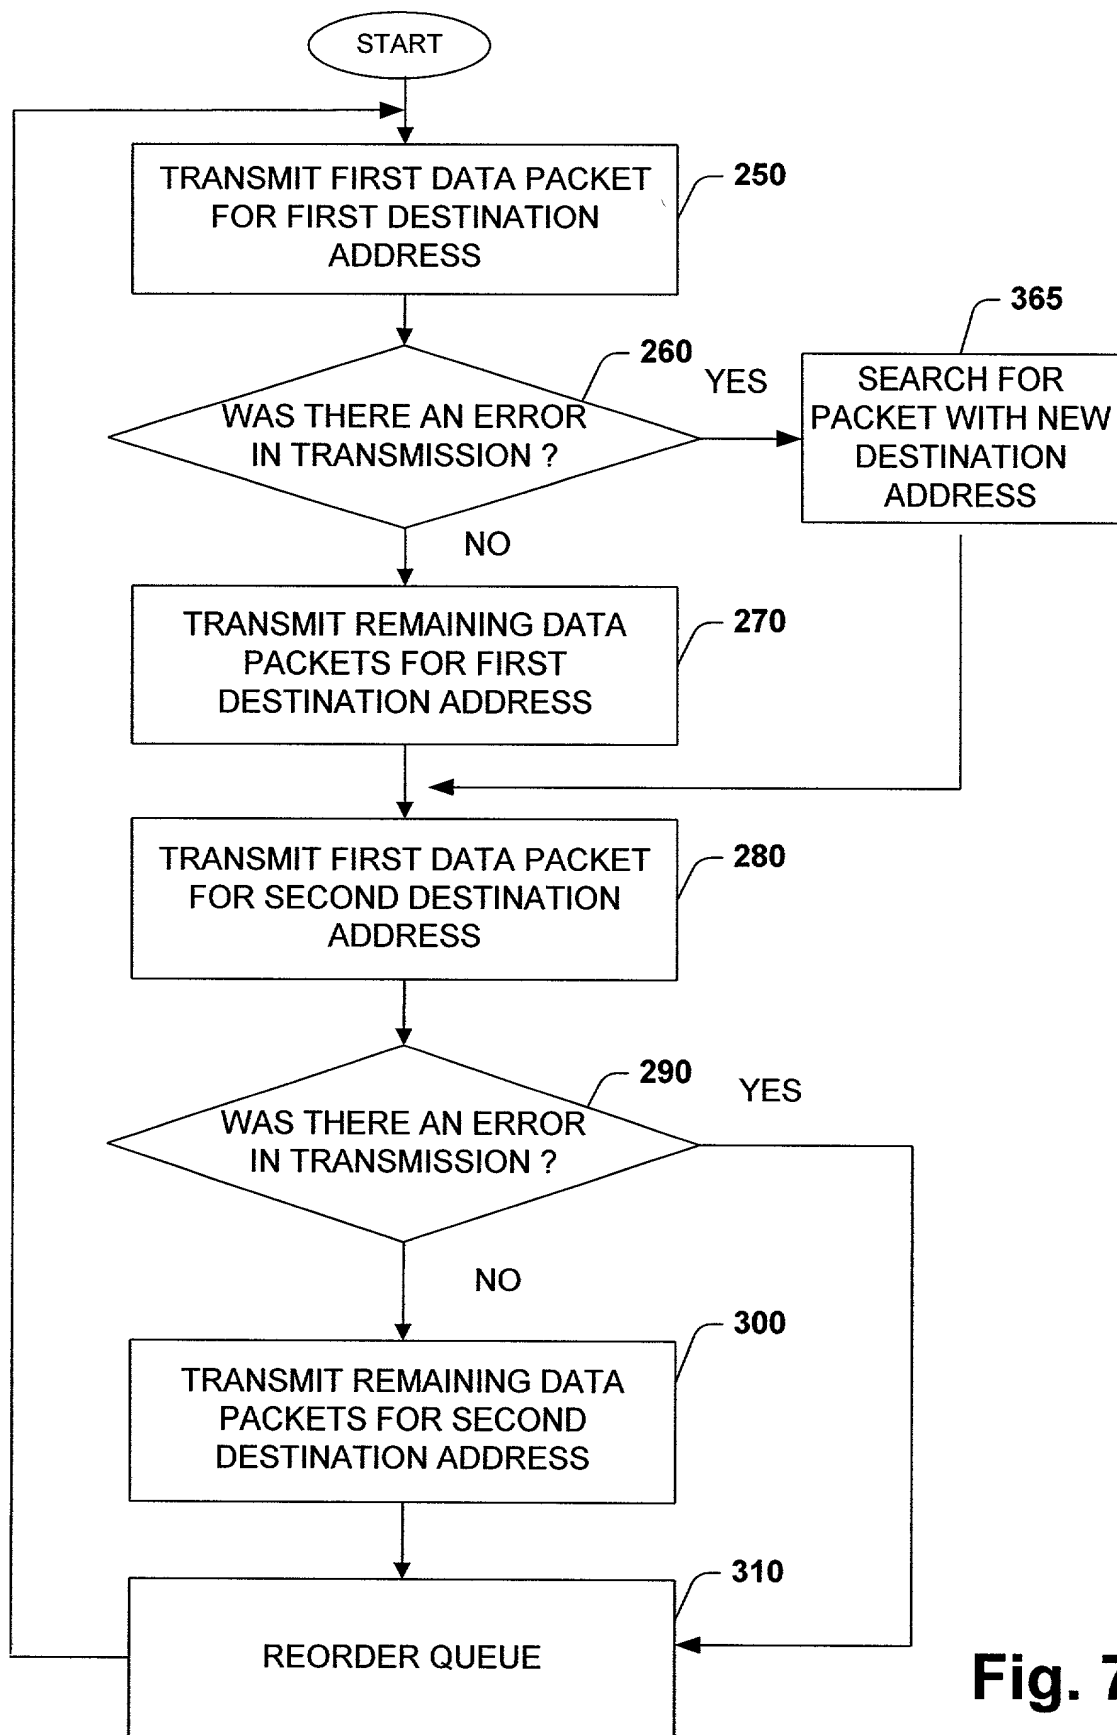 START
TRANSMIT FIRST DATA PACKET
FOR FIRST DESTINATION
ADDRESS
250
365
260
YES
WAS THERE AN ERROR
IN TRANSMISSION ?
SEARCH FOR
PACKET WITH NEW
DESTINATION
ADDRESS
NO
TRANSMIT REMAINING DATA
PACKETS FOR FIRST
DESTINATION ADDRESS
270
TRANSMIT FIRST DATA PACKET
FOR SECOND DESTINATION
ADDRESS
280
290
YES
WAS THERE AN ERROR
IN TRANSMISSION ?
NO
300
TRANSMIT REMAINING DATA
PACKETS FOR SECOND
DESTINATION ADDRESS
310
REORDER QUEUE
Fig. 7